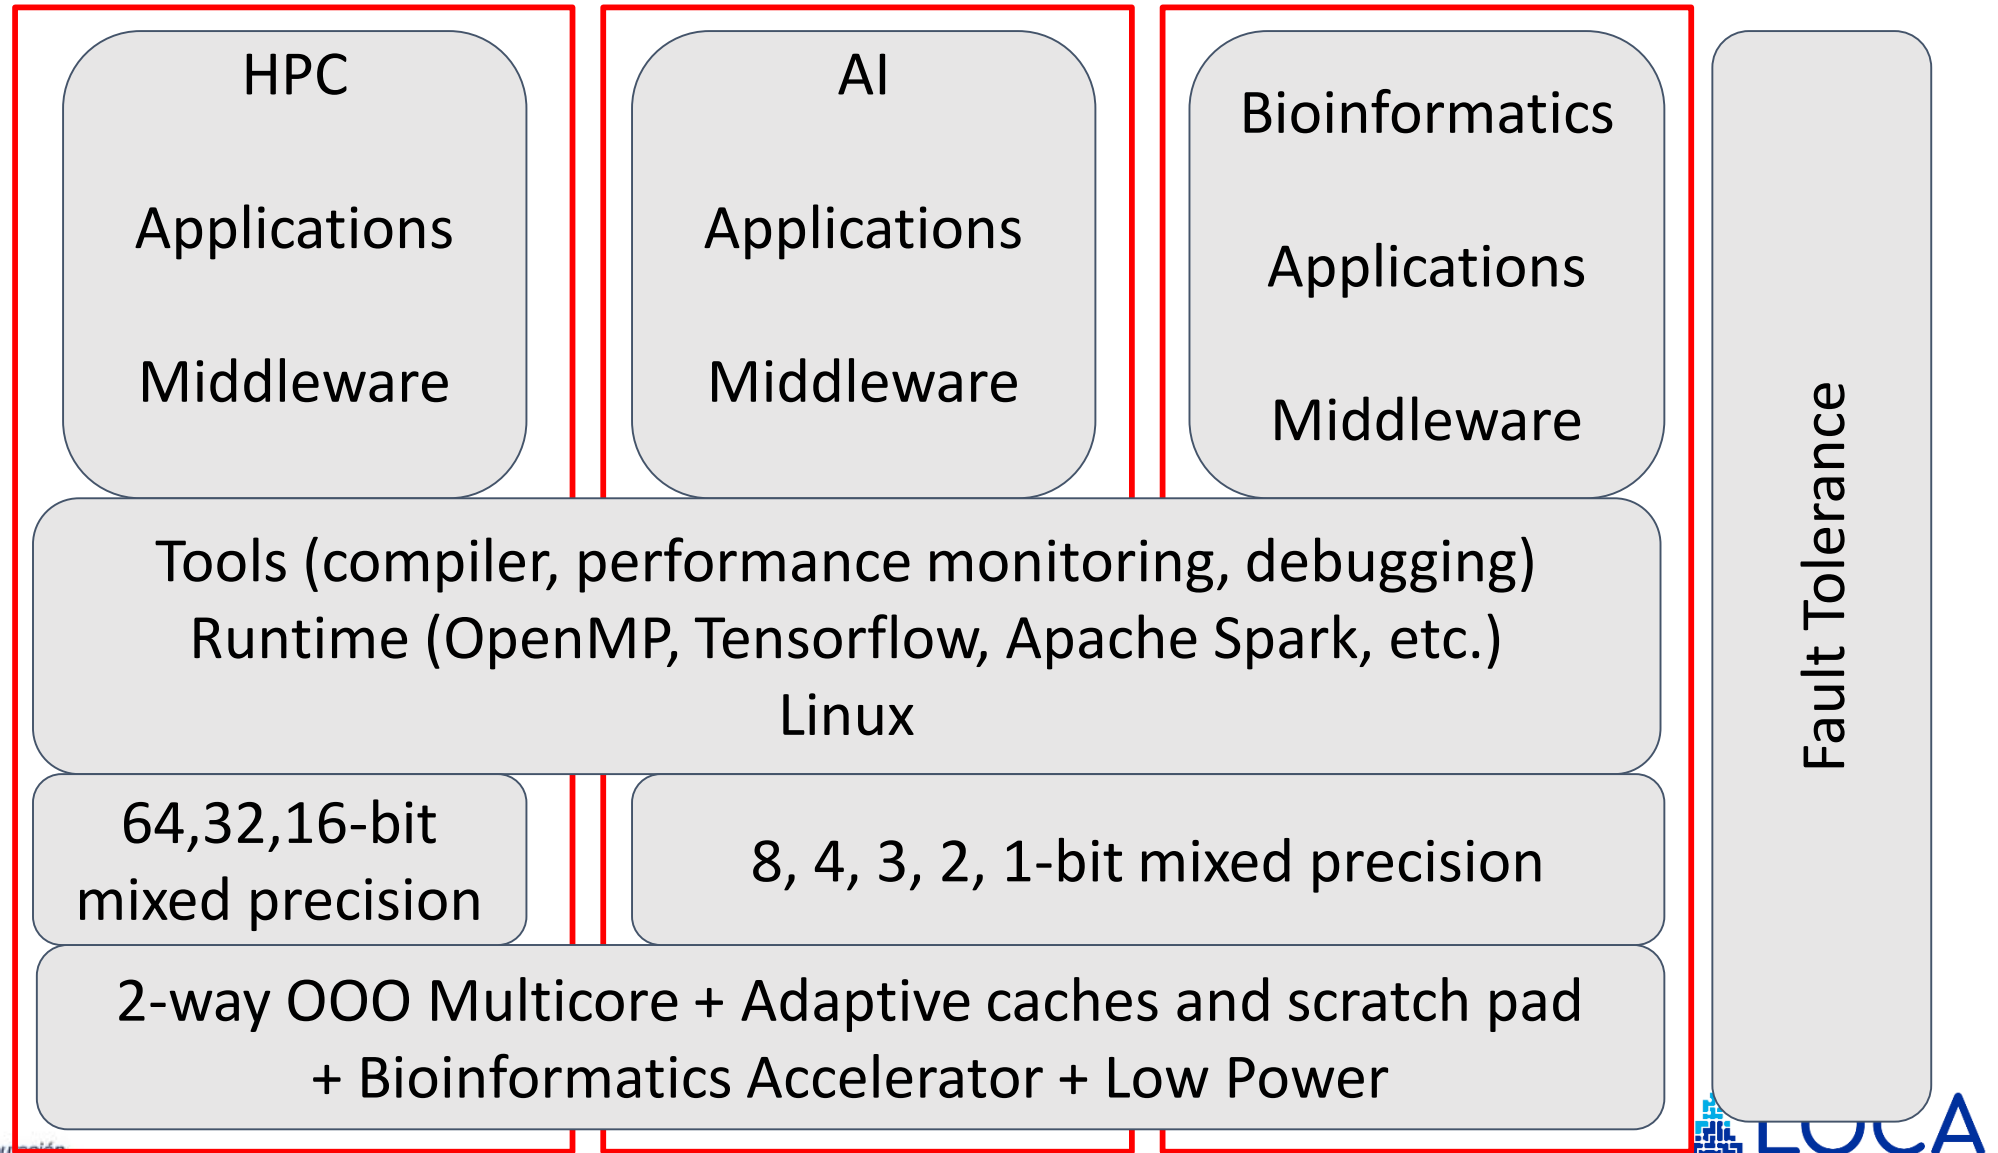 HPC
Applications
Middleware
AI
Applications
Middleware
Bioinformatics
Applications
Middleware
Fault Tolerance
Tools (compiler, performance monitoring, debugging)
Runtime (OpenMP, Tensorflow, Apache Spark, etc.)
Linux
64,32,16-bit
mixed precision
8, 4, 3, 2, 1-bit mixed precision
2-way OOO Multicore + Adaptive caches and scratch pad
+ Bioinformatics Accelerator + Low Power
LOCA